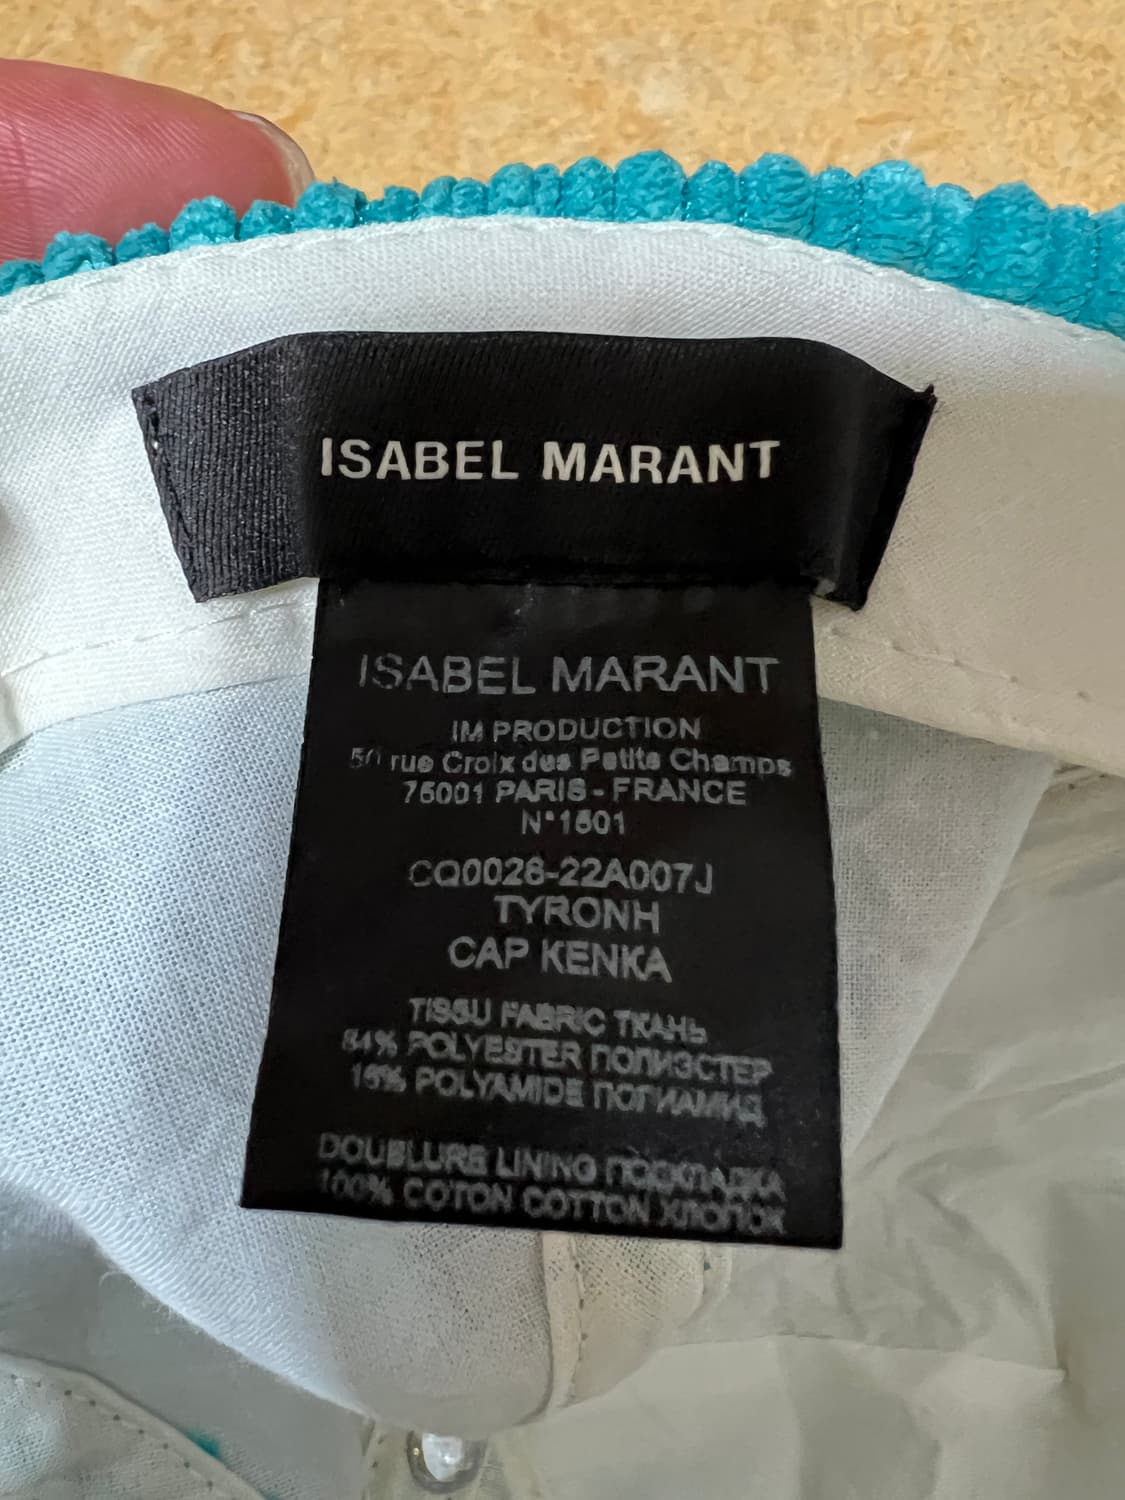 ISABEL MARANT
ISABEL MARANT
IM PRODUCTION
50 rue Croix des Petits Champs
75001 PARIS - FRANCE
N°1501
CQ0028-22A007J
TYRONH
CAP KENKA
TISSU FABRIC ТКАНЬ
84% POLYESTER ПОЛИЭСТЕР
16% POLYAMIDE ПОЛИАМИД
DOUBLURE LINING ПОДКЛАДКА
100% COTON COTTON ХЛОПОК